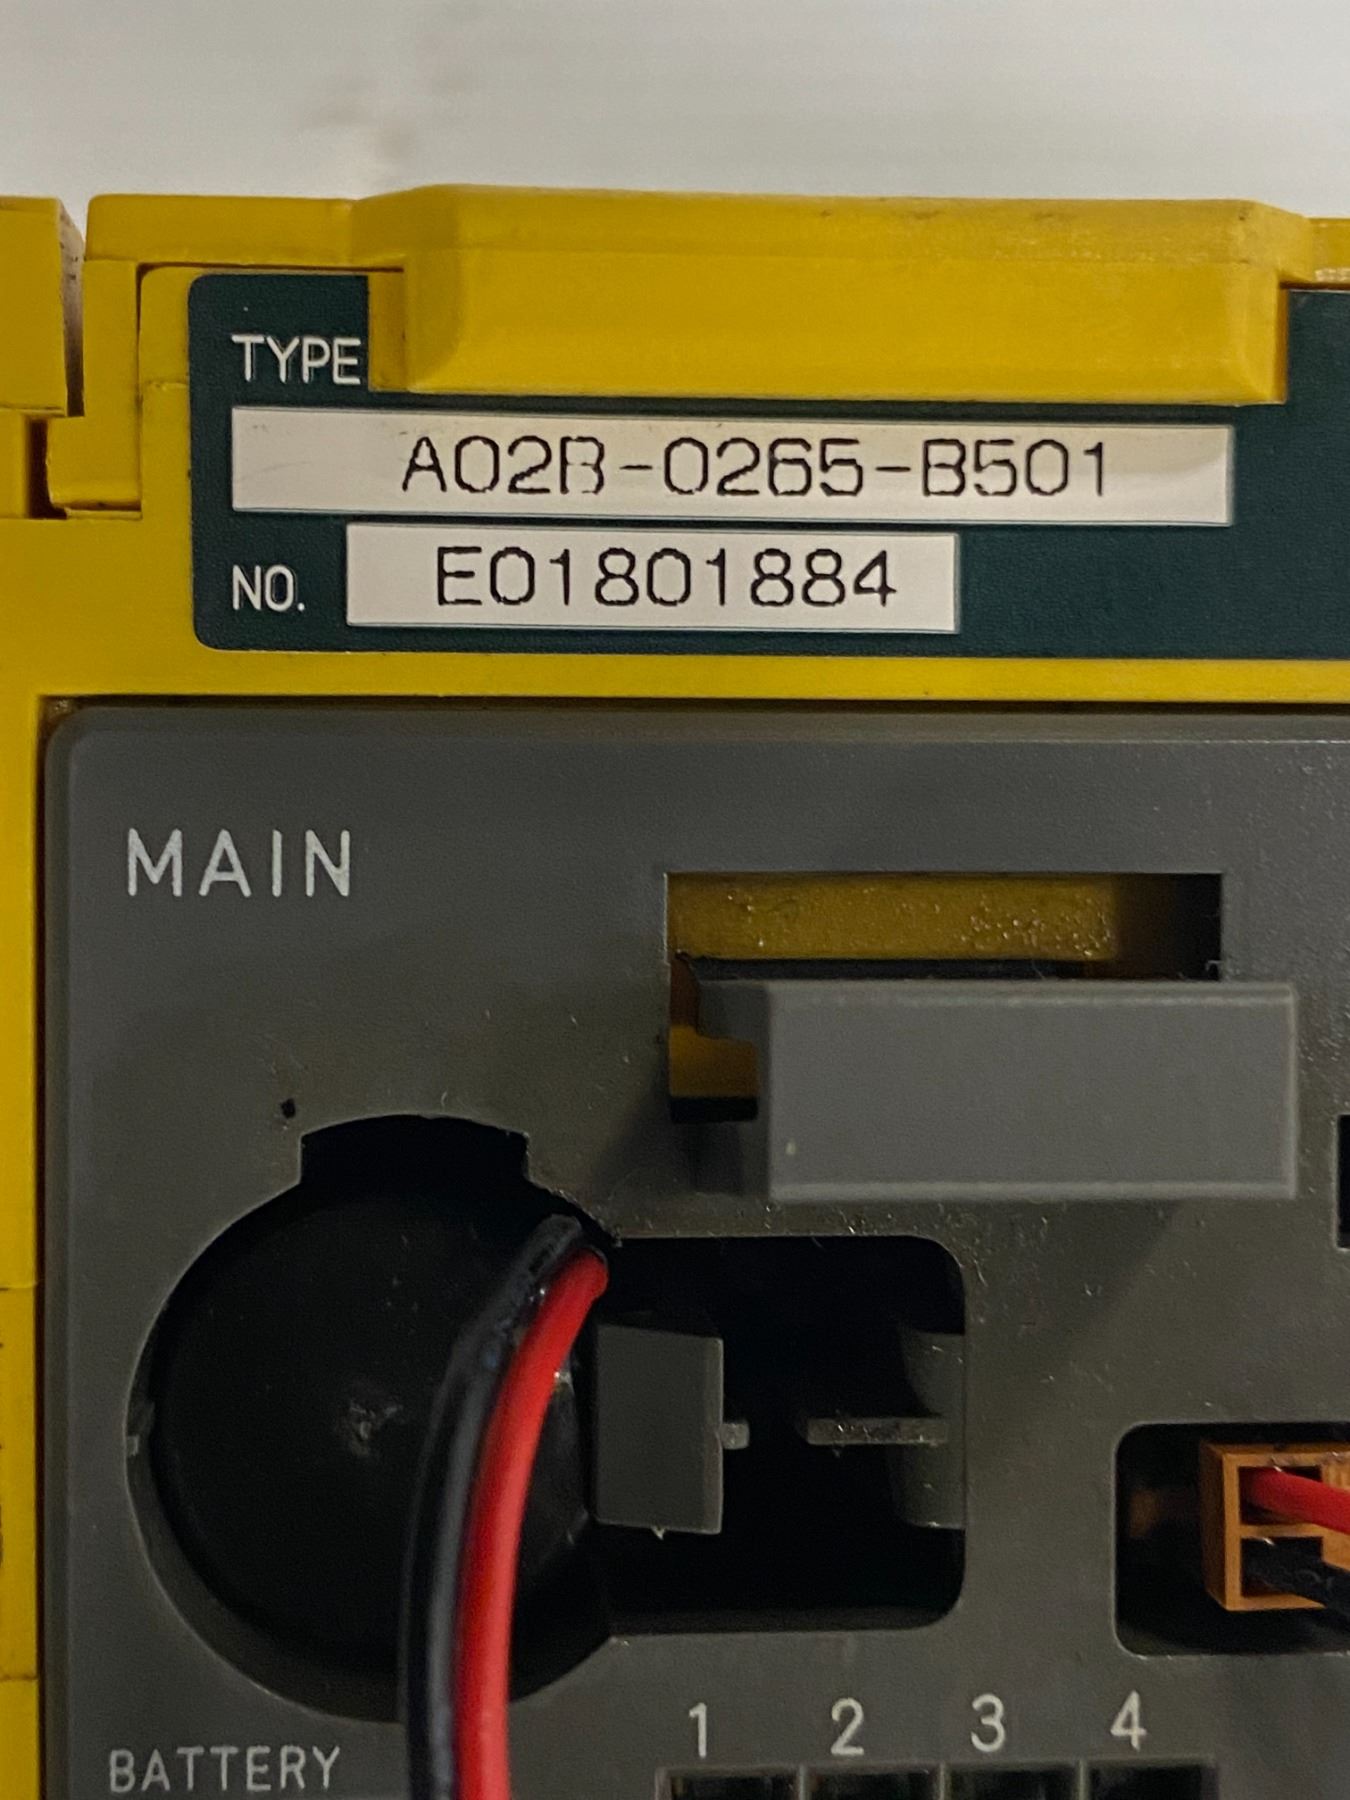 TYPE
A02B-0265-B501
NO. E01801884
MAIN
1 2 3 4
BATTERY